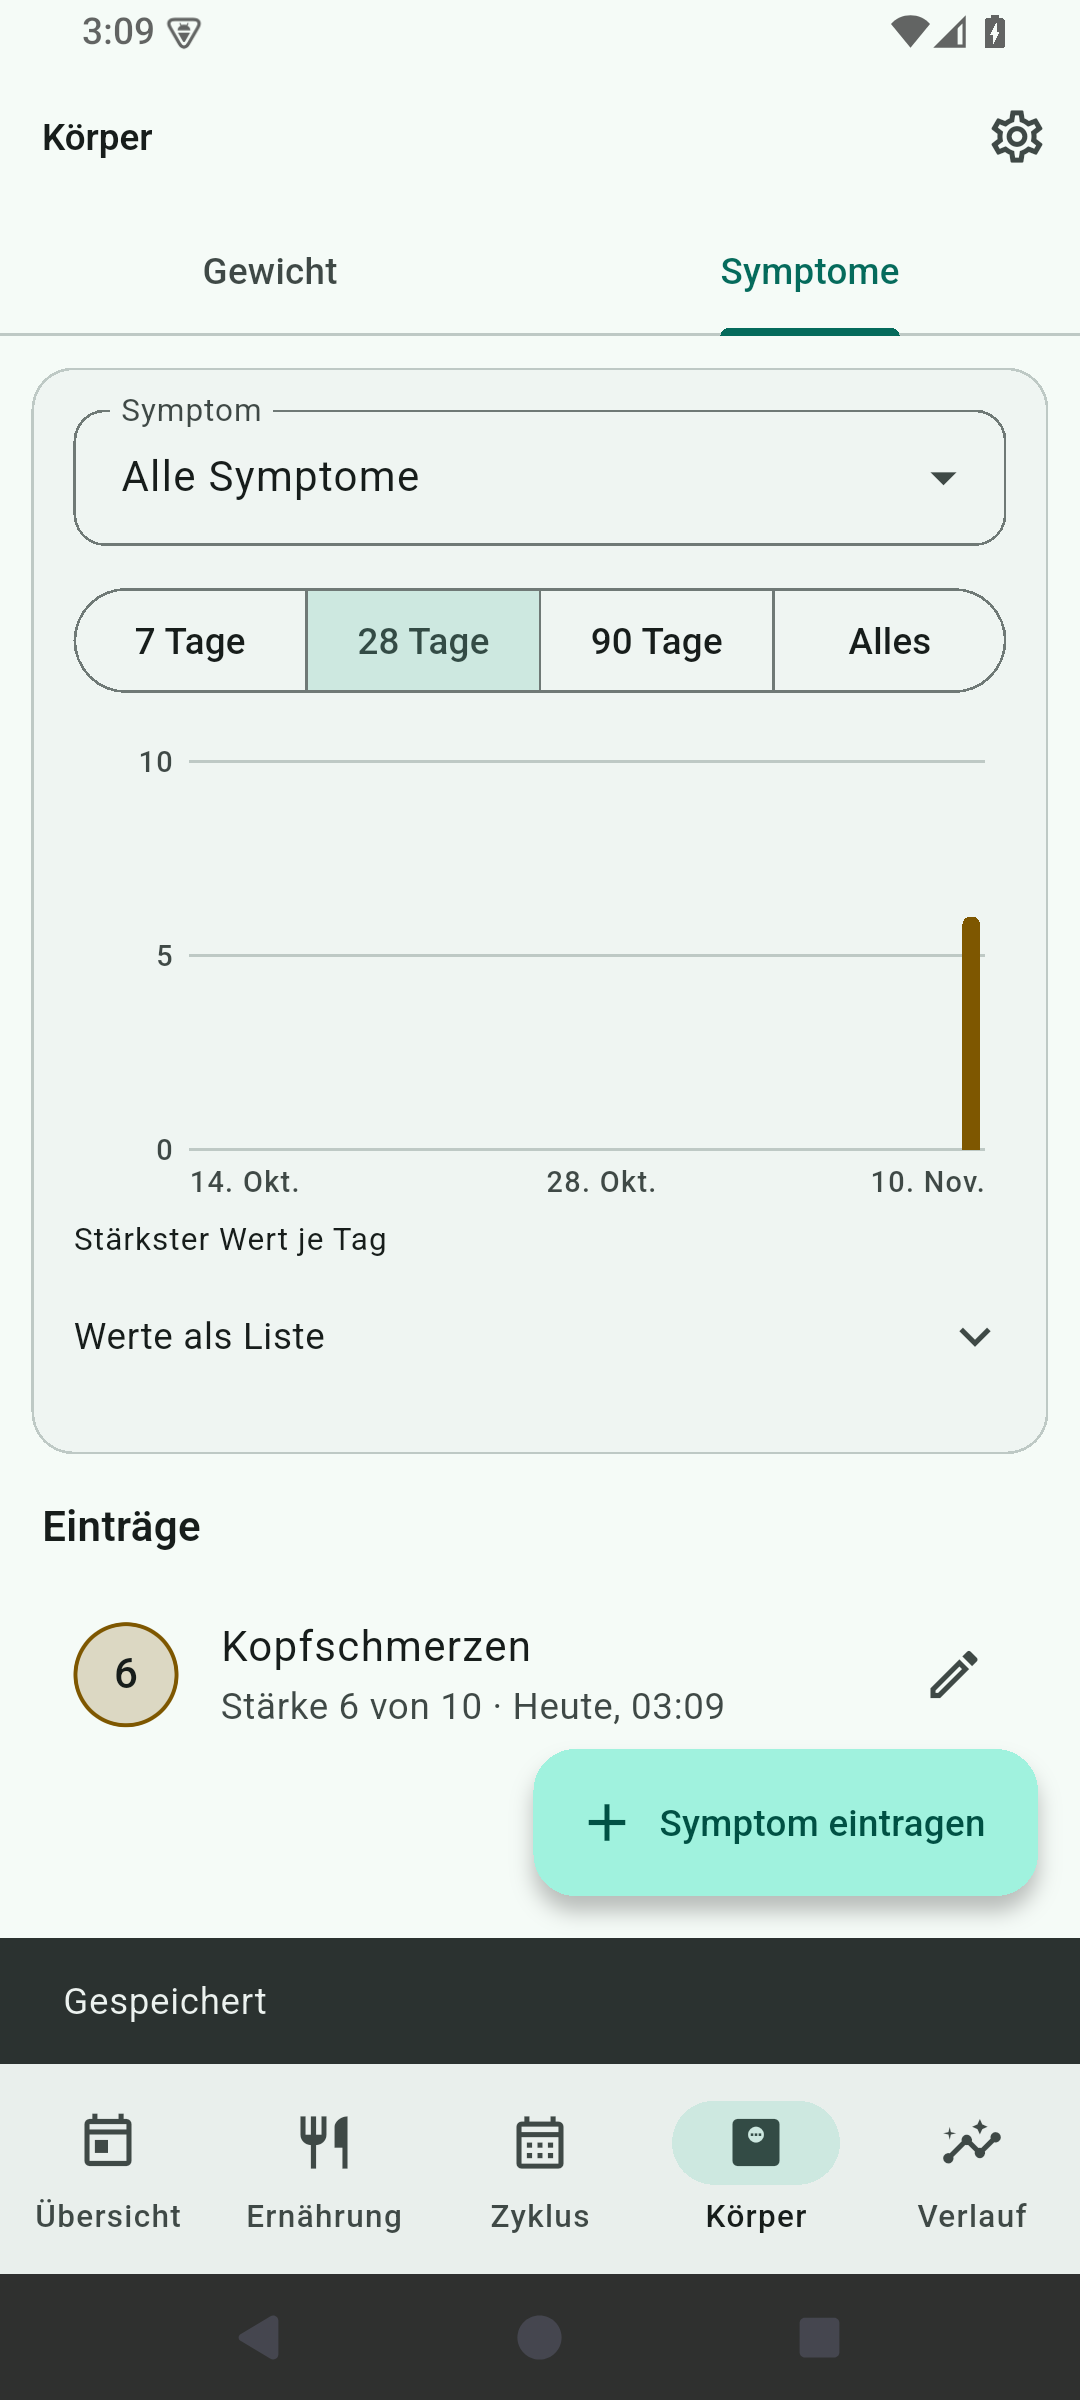 3:09
Körper
Gewicht
Symptome
Symptom
Alle Symptome
7 Tage
28 Tage
90 Tage
Alles
10
5
0
14. Okt.
28. Okt.
10. Nov.
Stärkster Wert je Tag
Werte als Liste
Einträge
6
Kopfschmerzen
Stärke 6 von 10 · Heute, 03:09
Symptom eintragen
Gespeichert
Übersicht
Ernährung
Zyklus
Körper
Verlauf